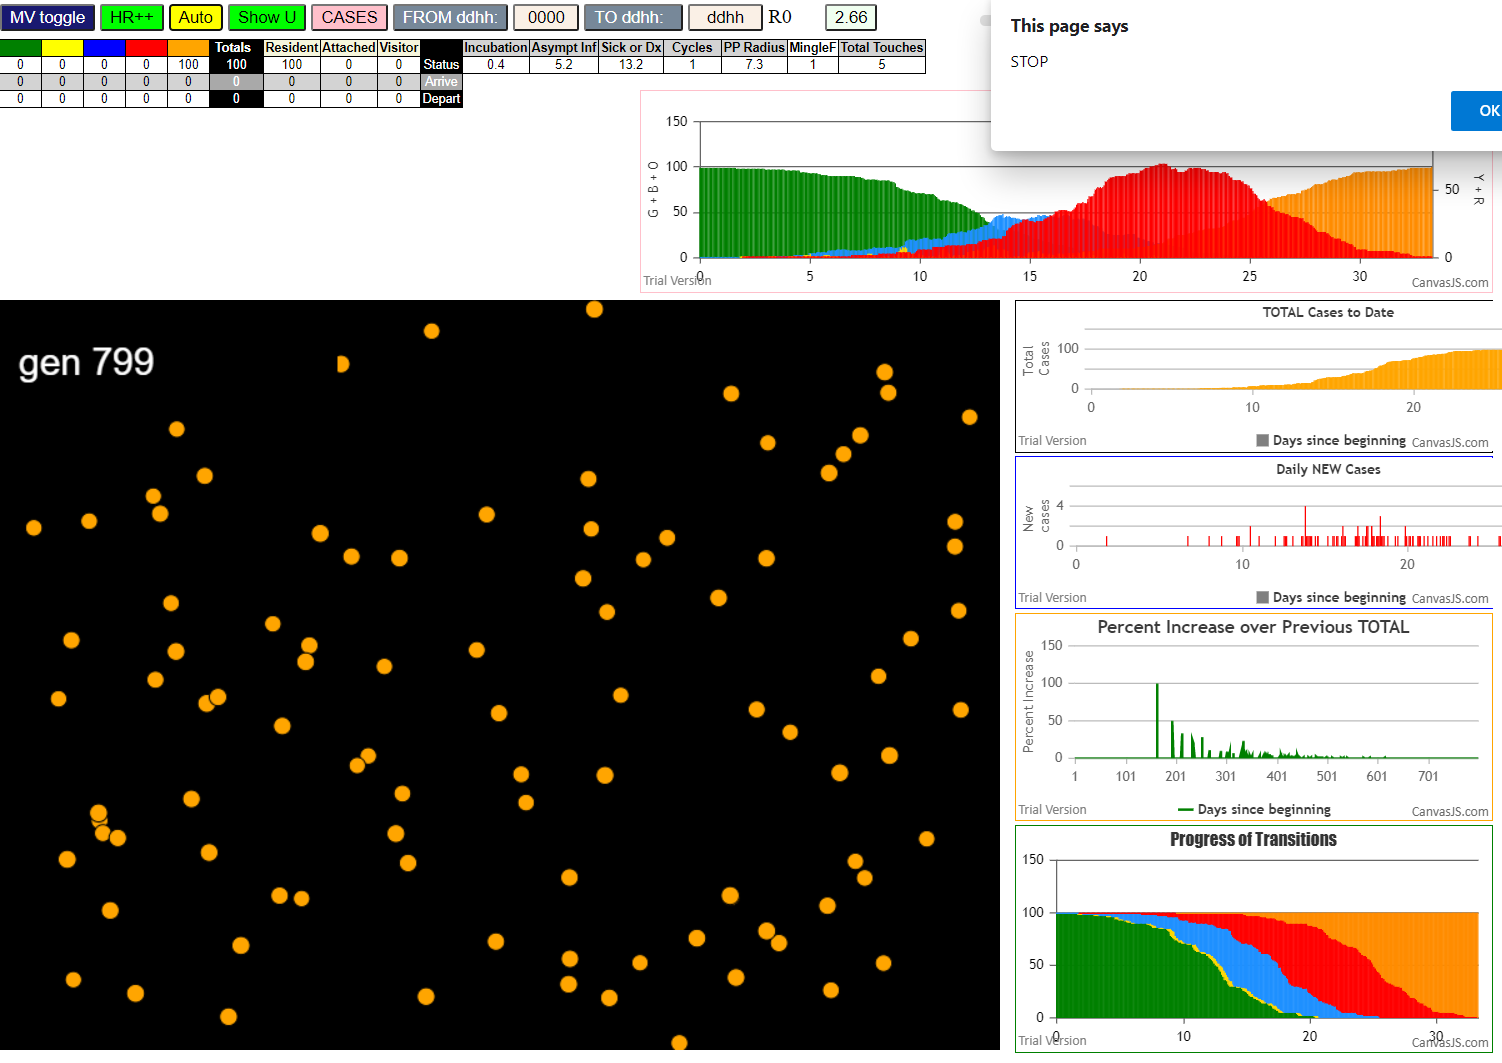 MV toggle HR++ Auto Show U CASES FROM ddhh: 0000 TO ddhh: ddhh R0 2.66
This page says
STOP
OK
Totals Resident Attached Visitor Incubation Asympt Inf Sick or Dx Cycles PP Radius MingleF Total Touches
0 0 0 0 100 100 100 0 0 Status 0.4 5.2 13.2 1 7.3 1 5
0 0 0 0 0 0 0 0 0 Arrive
0 0 0 0 0 0 0 0 0 Depart
G + B + O
150
100
50
0
Y + R
50
0
0 5 10 15 20 25 30
Trial Version
CanvasJS.com
gen 799
TOTAL Cases to Date
Total
Cases
100
0
0 10 20
Days since beginning
Trial Version
CanvasJS.com
Daily NEW Cases
New
cases
4
0
0 10 20
Days since beginning
Trial Version
CanvasJS.com
Percent Increase over Previous TOTAL
Percent Increase
150
100
50
0
1 101 201 301 401 501 601 701
Days since beginning
Trial Version
CanvasJS.com
Progress of Transitions
150
100
50
0
0 10 20 30
Trial Version
CanvasJS.com